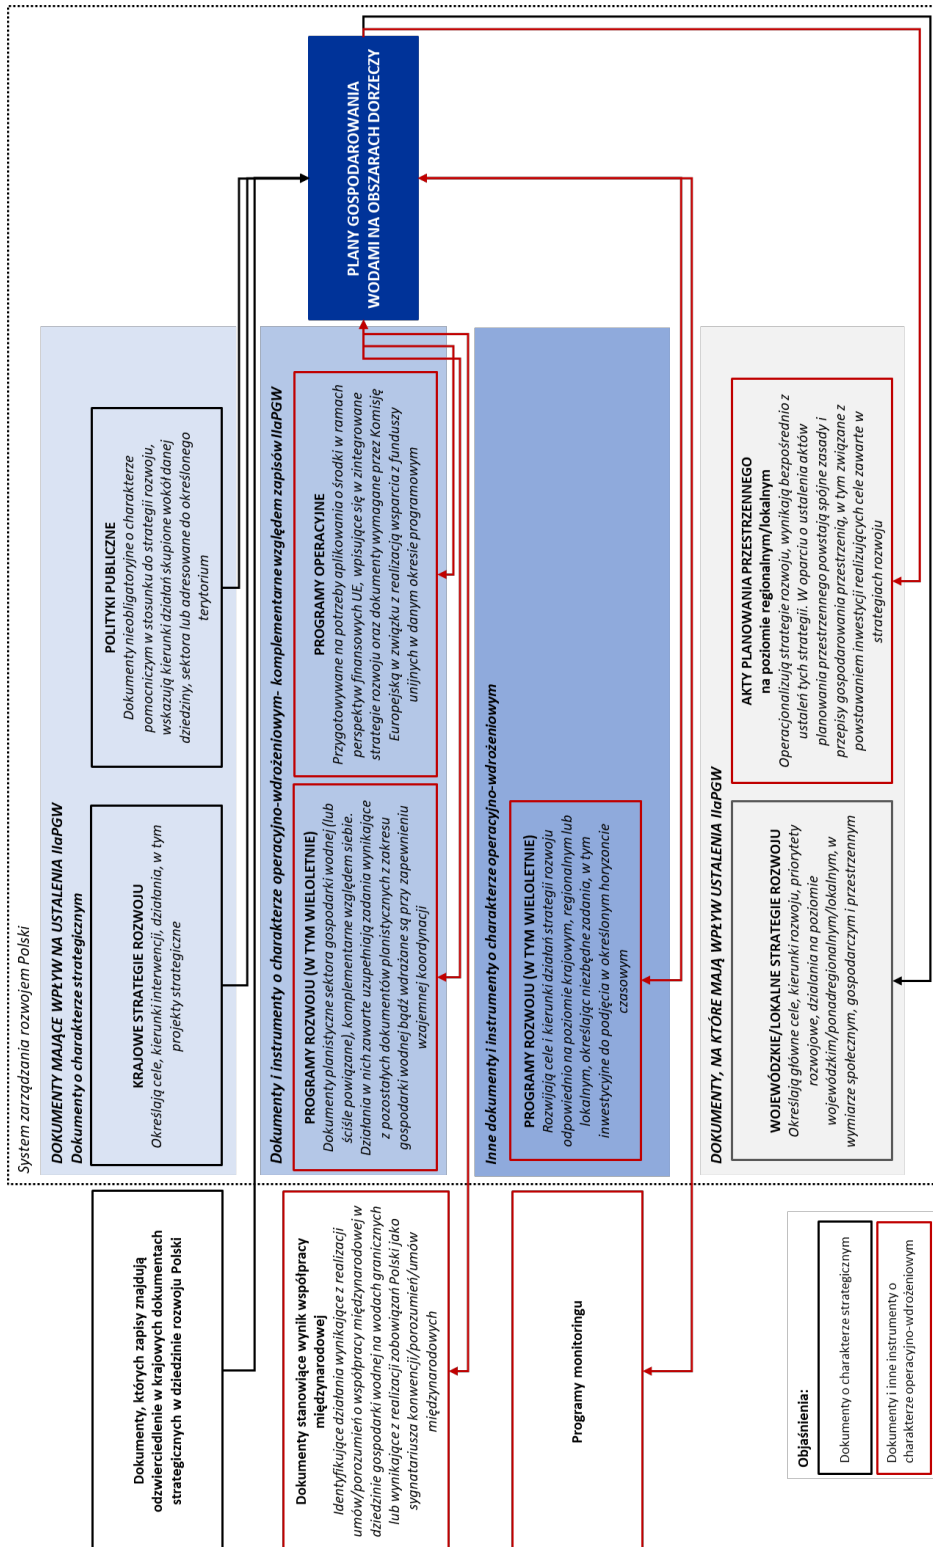 System zarządzania rozwojem Polski
PLANY GOSPODAROWANIA
WODAMI NA OBSZARACH DORZECZY
Dokumenty, których zapisy znajdują
odzwierciedlenie w krajowych dokumentach
strategicznych w dziedzinie rozwoju Polski
DOKUMENTY MAJĄCE WPŁYW NA USTALENIA IIaPGW
Dokumenty o charakterze strategicznym
KRAJOWE STRATEGIE ROZWOJU
Określają cele, kierunki interwencji, działania, w tym
projekty strategiczne
POLITYKI PUBLICZNE
Dokumenty nieobligatoryjne o charakterze
pomocniczym w stosunku do strategii rozwoju,
wskazują kierunki działań skupione wokół danej
dziedziny, sektora lub adresowane do określonego
terytorium
Dokumenty stanowiące wynik współpracy
międzynarodowej
Identyfikujące działania wynikające z realizacji
umów/porozumień o współpracy międzynarodowej w
dziedzinie gospodarki wodnej na wodach granicznych
lub wynikające z realizacji zobowiązań Polski jako
sygnatariusza konwencji/porozumień/umów
międzynarodowych
Dokumenty i instrumenty o charakterze operacyjno-wdrożeniowym- komplementarne względem zapisów IIaPGW
PROGRAMY ROZWOJU (W TYM WIELOLETNIE)
Dokumenty planistyczne sektora gospodarki wodnej (lub
ściśle powiązane), komplementarne względem siebie.
Działania w nich zawarte uzupełniają zadania wynikające
z pozostałych dokumentów planistycznych z zakresu
gospodarki wodnej bądź wdrażane są przy zapewnieniu
wzajemnej koordynacji
PROGRAMY OPERACYJNE
Przygotowywane na potrzeby aplikowania o środki w ramach
perspektyw finansowych UE, wpisujące się w zintegrowane
strategie rozwoju oraz dokumenty wymagane przez Komisję
Europejską w związku z realizacją wsparcia z funduszy
unijnych w danym okresie programowym
Programy monitoringu
Inne dokumenty i instrumenty o charakterze operacyjno-wdrożeniowym
PROGRAMY ROZWOJU (W TYM WIELOLETNIE)
Rozwijają cele i kierunki działań strategii rozwoju
odpowiednio na poziomie krajowym, regionalnym lub
lokalnym, określając niezbędne zadania, w tym
inwestycyjne do podjęcia w określonym horyzoncie
czasowym
DOKUMENTY, NA KTÓRE MAJĄ WPŁYW USTALENIA IIaPGW
WOJEWÓDZKIE/LOKALNE STRATEGIE ROZWOJU
Określają główne cele, kierunki rozwoju, priorytety
rozwojowe, działania na poziomie
wojewódzkim/ponadregionalnym/lokalnym, w
wymiarze społecznym, gospodarczym i przestrzennym
AKTY PLANOWANIA PRZESTRZENNEGO
na poziomie regionalnym/lokalnym
Operacjonalizują strategie rozwoju, wynikają bezpośrednio z
ustaleń tych strategii. W oparciu o ustalenia aktów
planowania przestrzennego powstają spójne zasady i
przepisy gospodarowania przestrzenią, w tym związane z
powstawaniem inwestycji realizujących cele zawarte w
strategiach rozwoju
Objaśnienia:
Dokumenty o charakterze strategicznym
Dokumenty i inne instrumenty o
charakterze operacyjno-wdrożeniowym